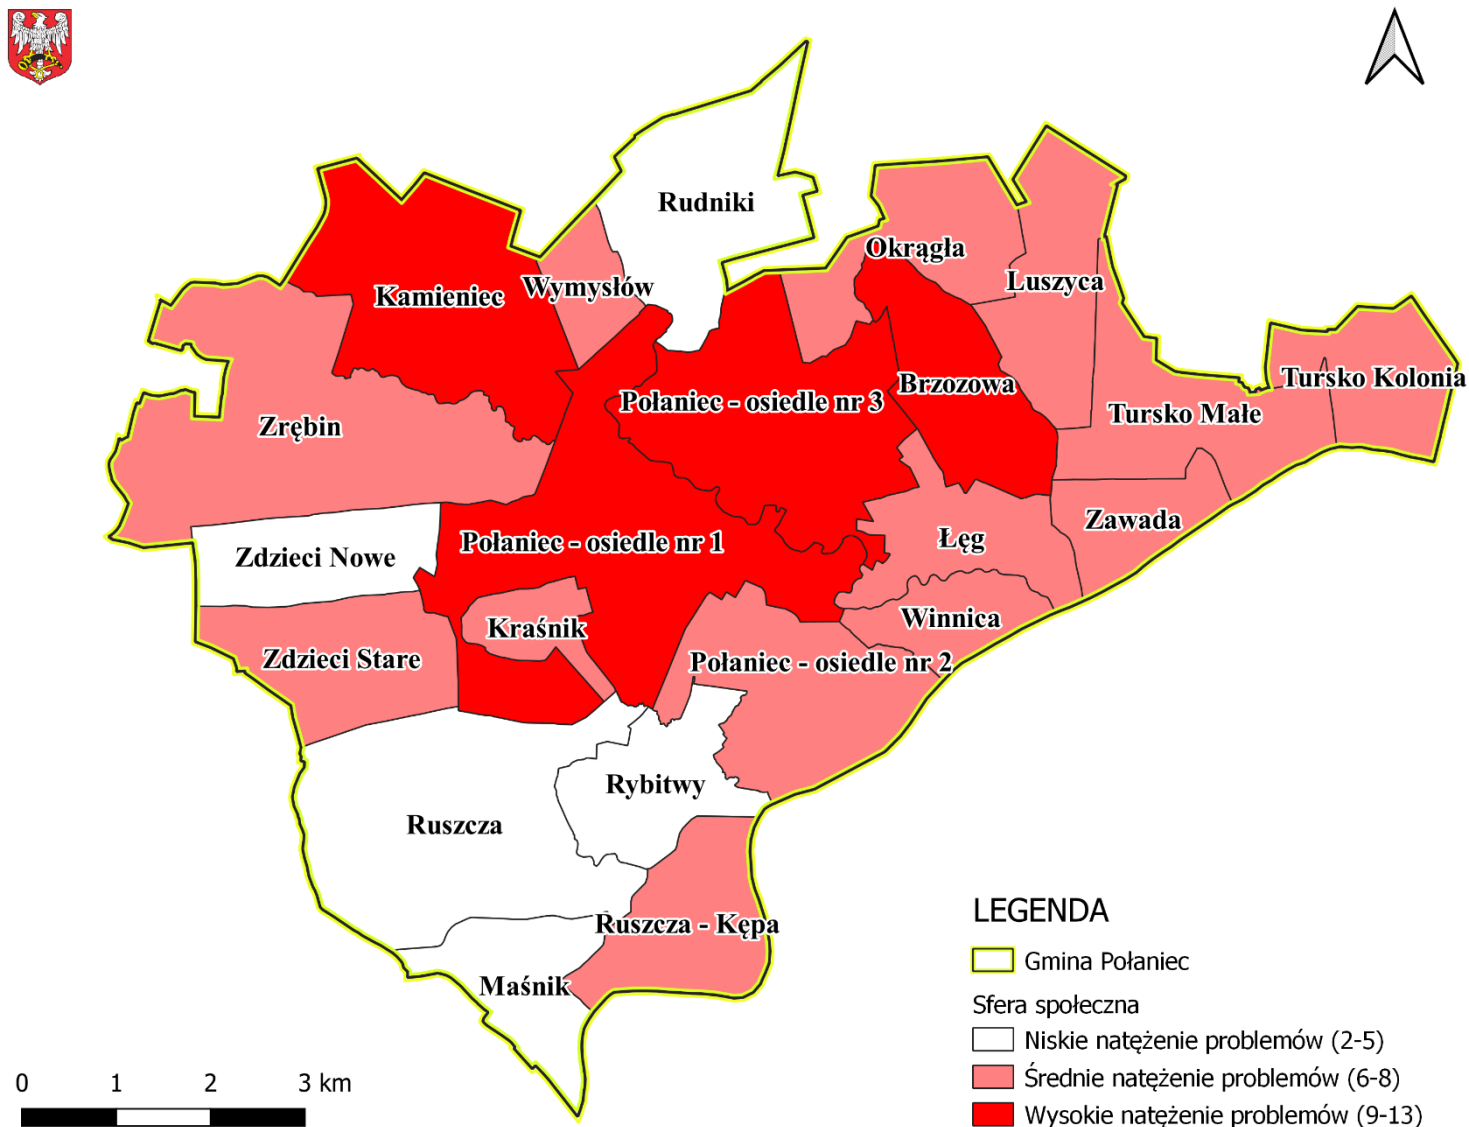 Rudniki
Okrągła
Luszyca
Kamieniec
Wymysłów
Tursko Kolonia
Brzozowa
Połaniec - osiedle nr 3
Tursko Małe
Zrębin
Zawada
Łęg
Połaniec - osiedle nr 1
Zdzieci Nowe
Winnica
Kraśnik
Zdzieci Stare
Połaniec - osiedle nr 2
Rybitwy
Ruszcza
Ruszcza - Kępa
Maśnik
LEGENDA
Gmina Połaniec
Sfera społeczna
Niskie natężenie problemów (2-5)
Średnie natężenie problemów (6-8)
Wysokie natężenie problemów (9-13)
0 1 2 3 km